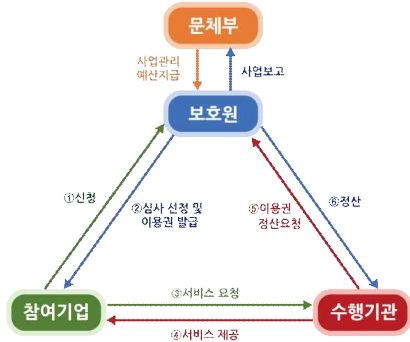 문체부
사업관리
예산지급
사업보고
보호원
①신청
②심사 선정 및
이용권 발급
⑤이용권
정산요청
⑥정산
③서비스 요청
참여기업
수행기관
④서비스 제공